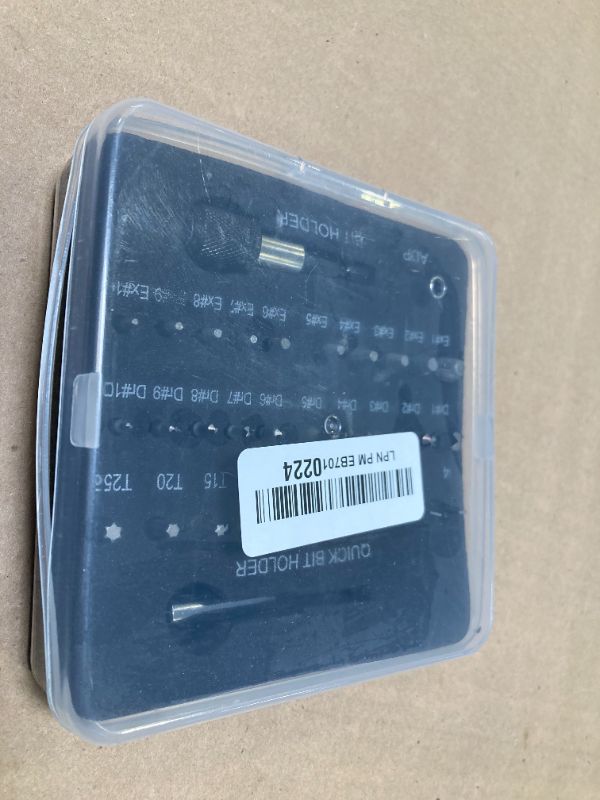 QUICK BIT HOLDER
T15 T20 T25
LPN PM EB7010224
Dr#1 Dr#2 Dr#3 Dr#4 Dr#5 Dr#6 Dr#7 Dr#8 Dr#9 Dr#10
Ex#1 Ex#2 Ex#3 Ex#4 Ex#5 Ex#6 Ex#7 Ex#8
ADP BIT HOLDER